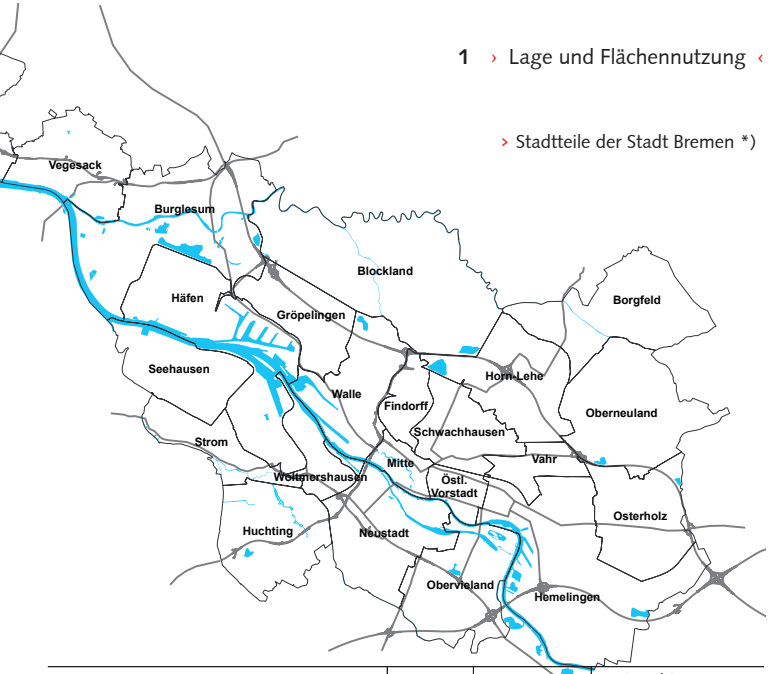 1 › Lage und Flächennutzung ‹
› Stadtteile der Stadt Bremen *)
Vegesack
Burglesum
Blockland
Borgfeld
Häfen
Gröpelingen
Seehausen
Horn-Lehe
Walle
Findorff
Oberneuland
Schwachhausen
Strom
Mitte
Vahr
Woltmershausen
Östl.
Vorstadt
Osterholz
Huchting
Neustadt
Obervieland
Hemelingen